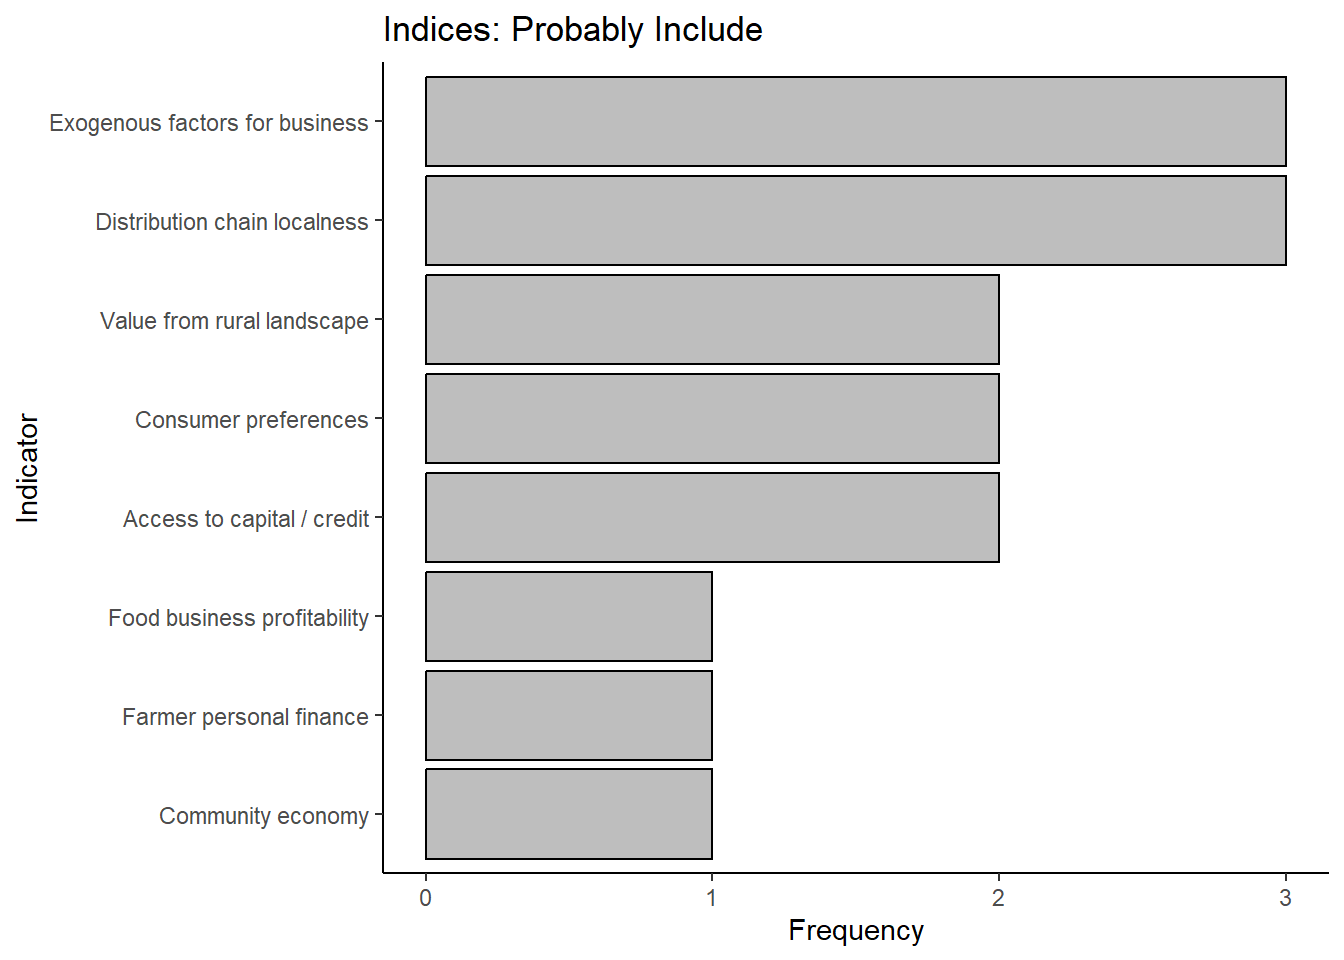 Indices: Probably Include
Exogenous factors for business
Distribution chain localness
Value from rural landscape
Consumer preferences
Access to capital / credit
Food business profitability
Farmer personal finance
Community economy
Indicator
0 1 2 3
Frequency